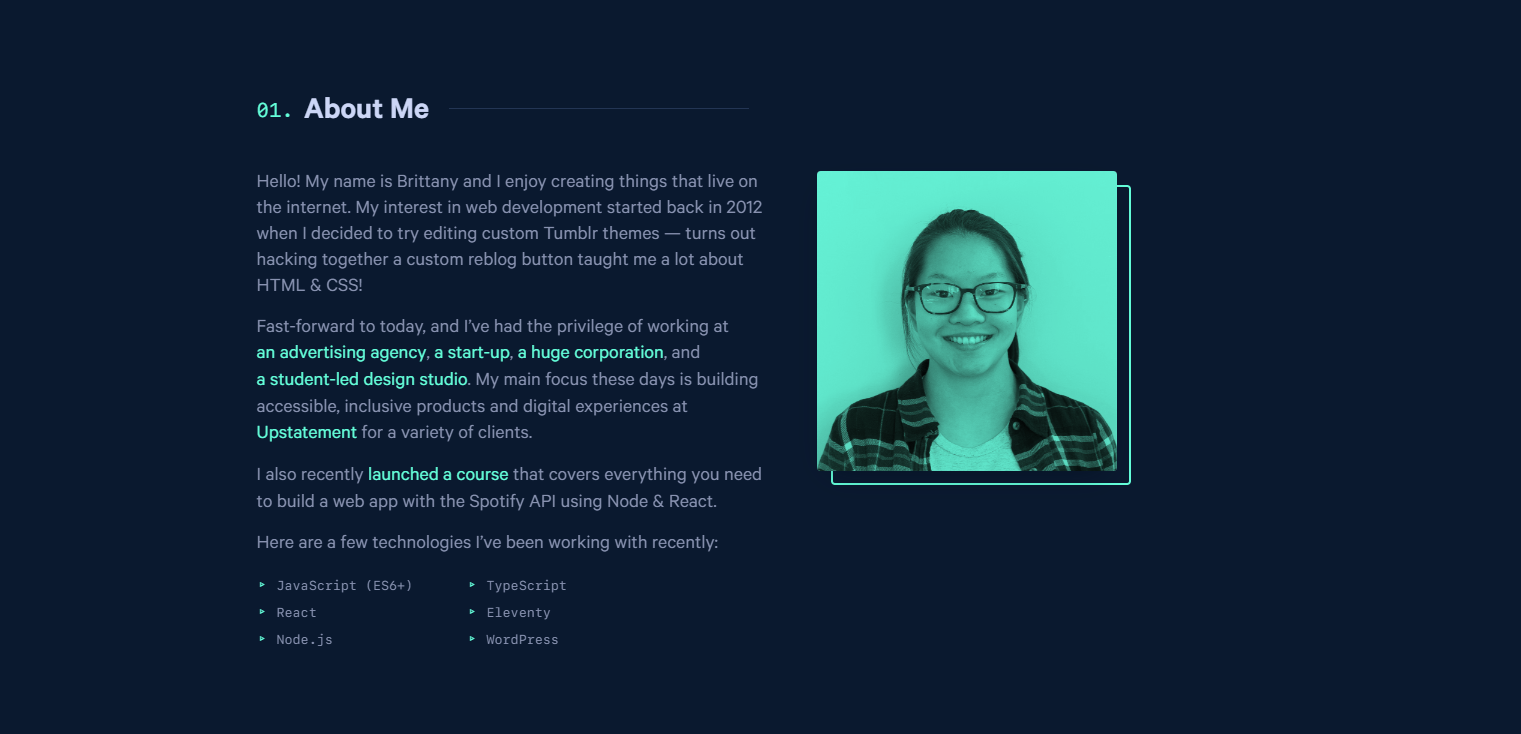 01. About Me
Hello! My name is Brittany and I enjoy creating things that live on
the internet. My interest in web development started back in 2012
when I decided to try editing custom Tumblr themes — turns out
hacking together a custom reblog button taught me a lot about
HTML & CSS!
Fast-forward to today, and I’ve had the privilege of working at
an advertising agency, a start-up, a huge corporation, and
a student-led design studio. My main focus these days is building
accessible, inclusive products and digital experiences at
Upstatement for a variety of clients.
I also recently launched a course that covers everything you need
to build a web app with the Spotify API using Node & React.
Here are a few technologies I’ve been working with recently:
▹ JavaScript (ES6+)
▹ TypeScript
▹ React
▹ Eleventy
▹ Node.js
▹ WordPress